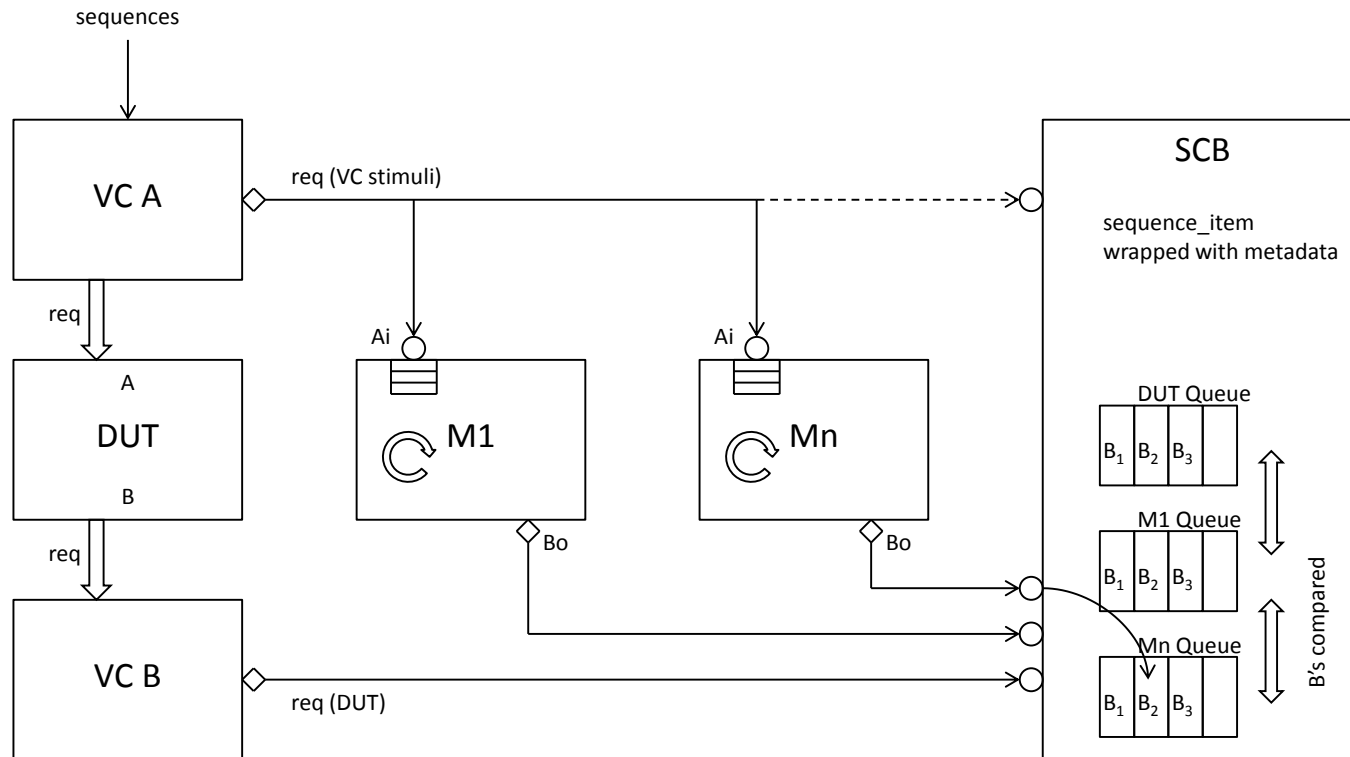 sequences
VC A
req (VC stimuli)
SCB
sequence_item
wrapped with metadata
req
Ai
Ai
A
DUT
B
M1
Mn
DUT Queue
B₁ B₂ B₃
req
Bo
Bo
M1 Queue
B₁ B₂ B₃
B's compared
VC B
req (DUT)
Mn Queue
B₁ B₂ B₃